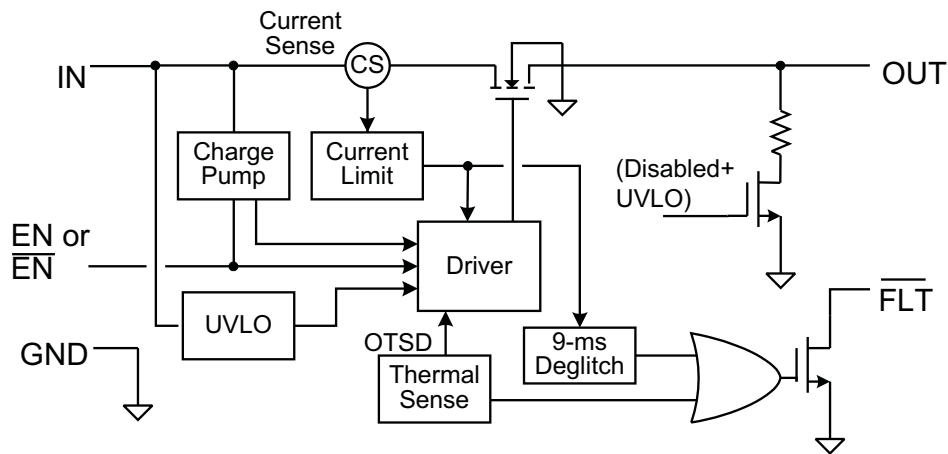 Current
Sense
IN
CS
OUT
Charge
Pump
Current
Limit
(Disabled+
UVLO)
EN or
EN
Driver
UVLO
FLT
GND
OTSD
9-ms
Deglitch
Thermal
Sense